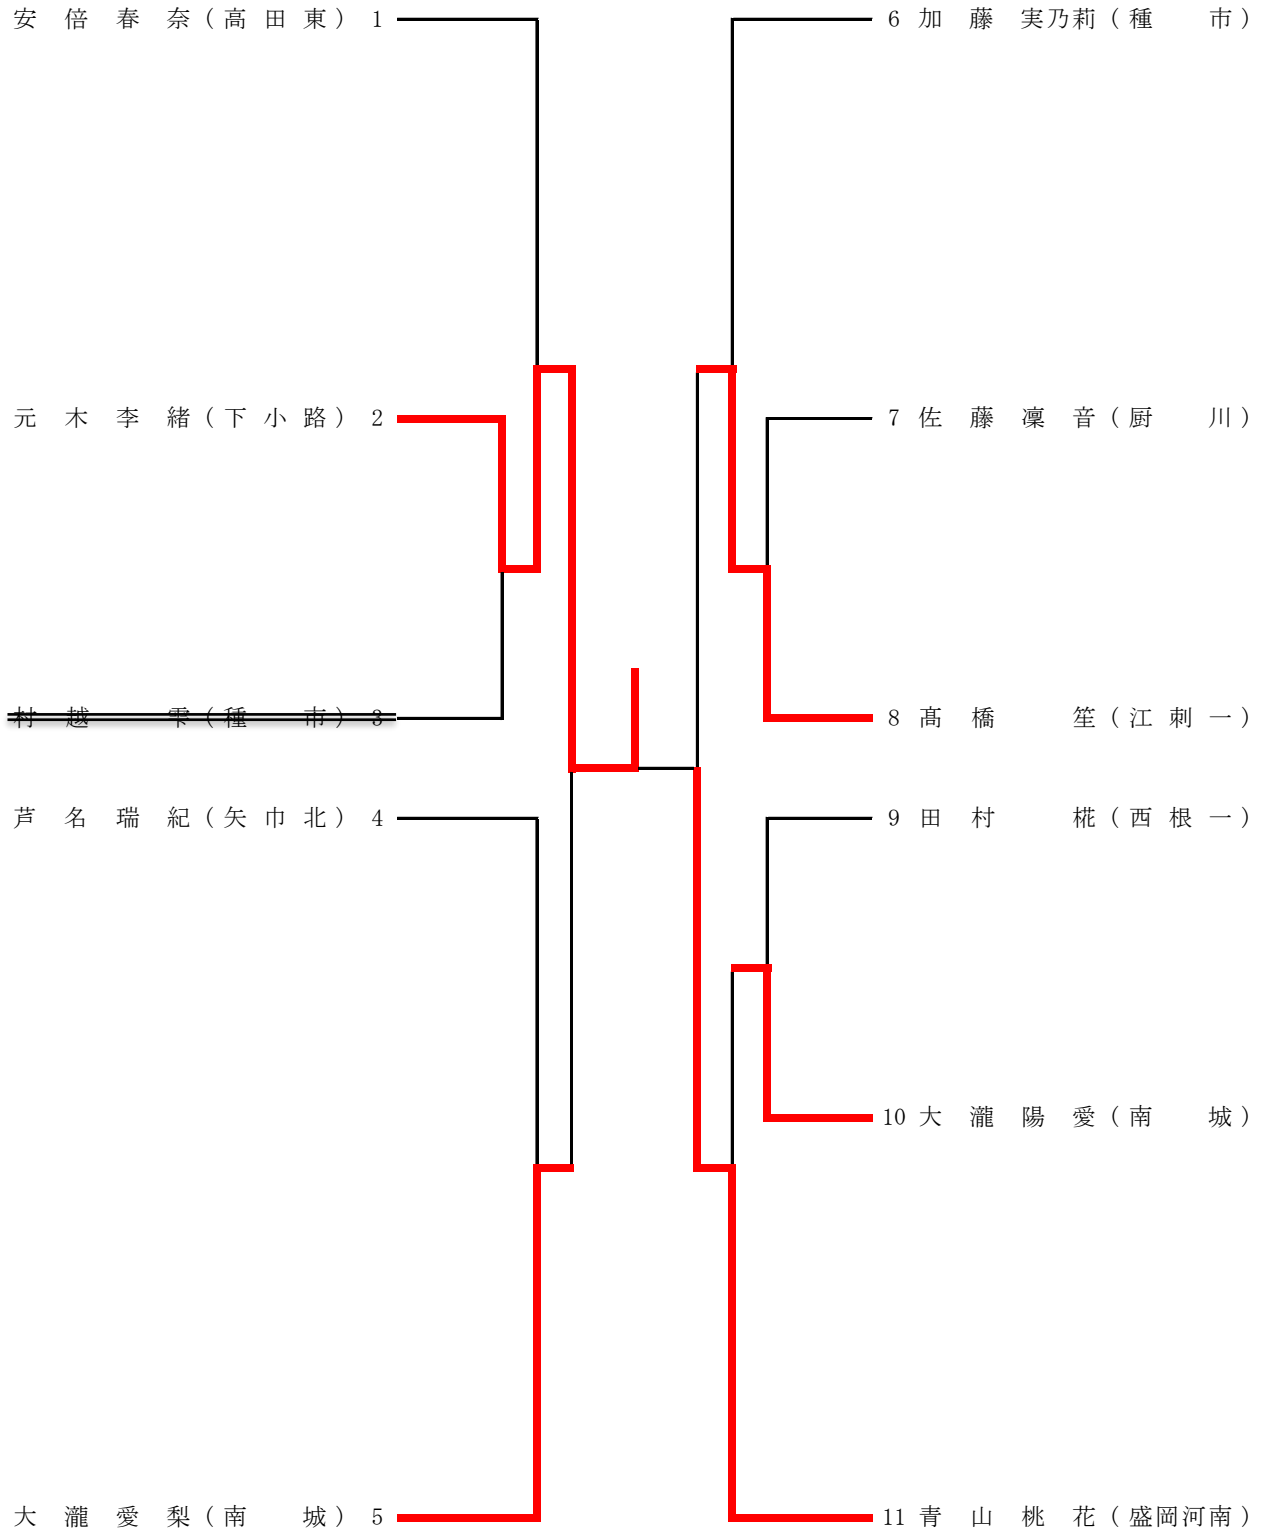 安倍春奈(高田東) 1
元木李緒(下小路) 2
村越雫(種市) 3
芦名瑞紀(矢巾北) 4
大瀧愛梨(南城) 5
6 加藤実乃莉(種市)
7 佐藤凜音(厨川)
8 髙橋笙(江刺一)
9 田村椛(西根一)
10 大瀧陽愛(南城)
11 青山桃花(盛岡河南)